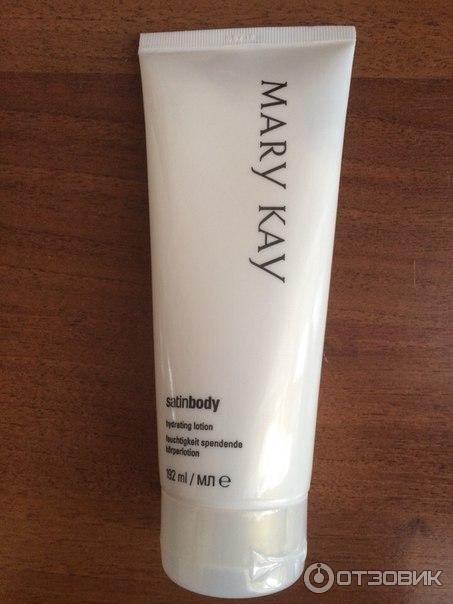 MARY KAY
satinbody
hydrating lotion
feuchtigkeit spendende
körperlotion
192 ml / МЛ ℮
ОТЗОВИК